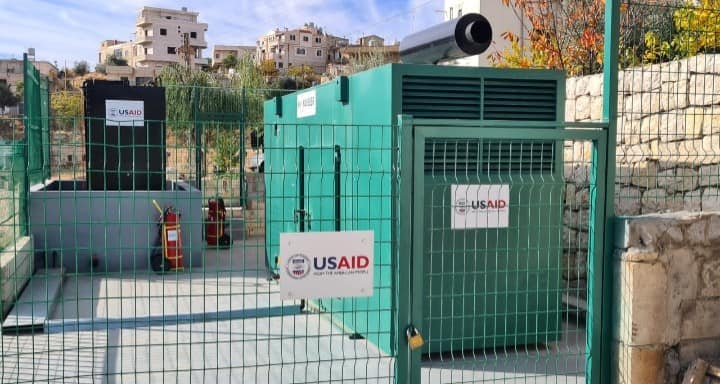 USAID
USAID
FROM THE AMERICAN PEOPLE
USAID